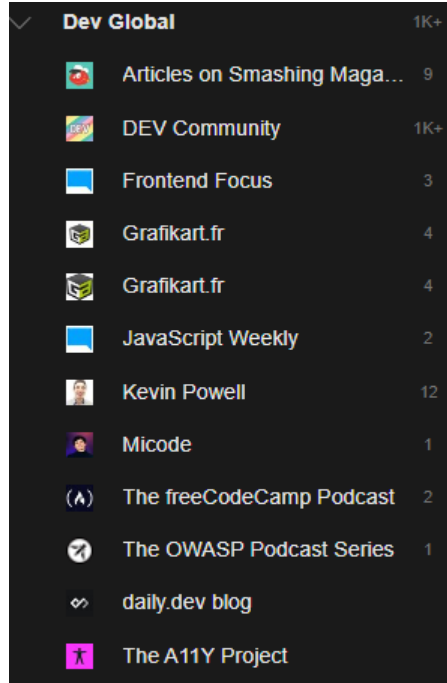 Dev Global 1K+
Articles on Smashing Maga... 9
DEV Community 1K+
Frontend Focus 3
Grafikart.fr 4
Grafikart.fr 4
JavaScript Weekly 2
Kevin Powell 12
Micode 1
(ʌ) The freeCodeCamp Podcast 2
The OWASP Podcast Series 1
daily.dev blog
The A11Y Project